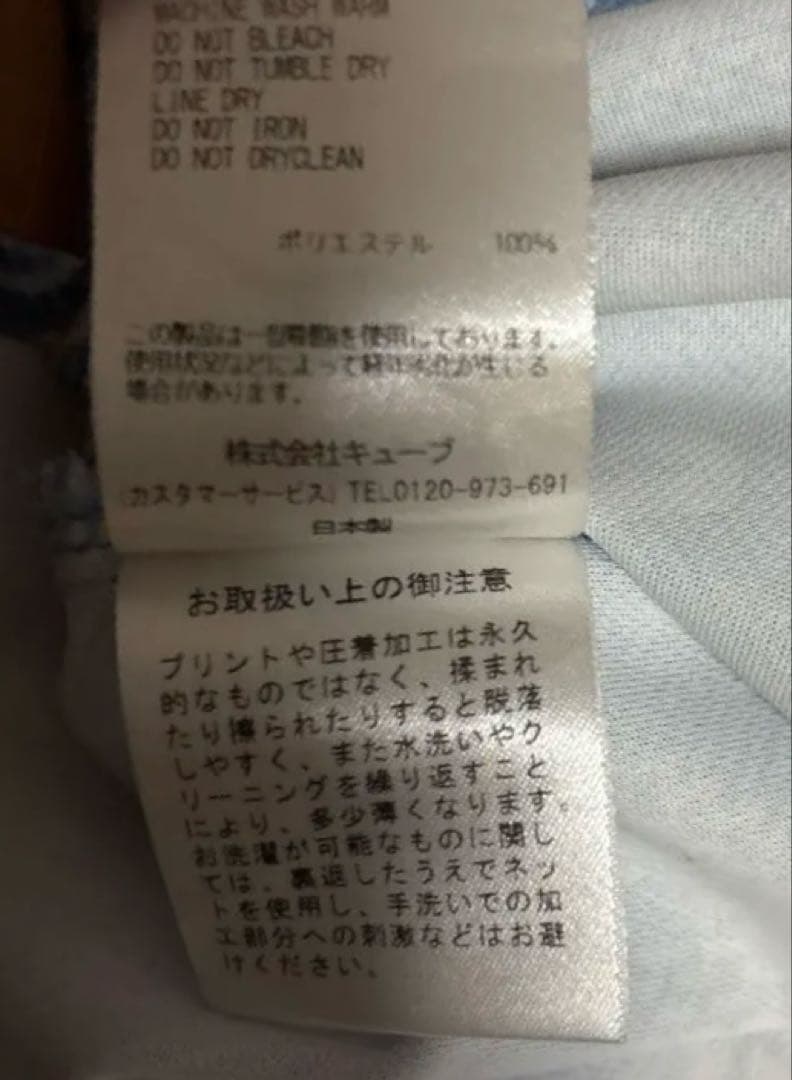 MACHINE WASH WARM
DO NOT BLEACH
DO NOT TUMBLE DRY
LINE DRY
DO NOT IRON
DO NOT DRYCLEAN
ポリエステル 100%
この製品は一部樹脂を使用しております。
使用状況などによって経年劣化が生じる
場合があります。
株式会社キューブ
(カスタマーサービス) TEL0120-973-691
日本製
お取扱い上の御注意
プリントや圧着加工は永久
的なものではなく、揉まれ
たり擦られたりすると脱落
しやすく、また水洗いやク
リーニングを繰り返すこと
により、多少薄くなります。
お洗濯が可能なものに関し
ては、裏返したうえでネッ
トを使用し、手洗いでの加
工部分への刺激などはお避
けください。